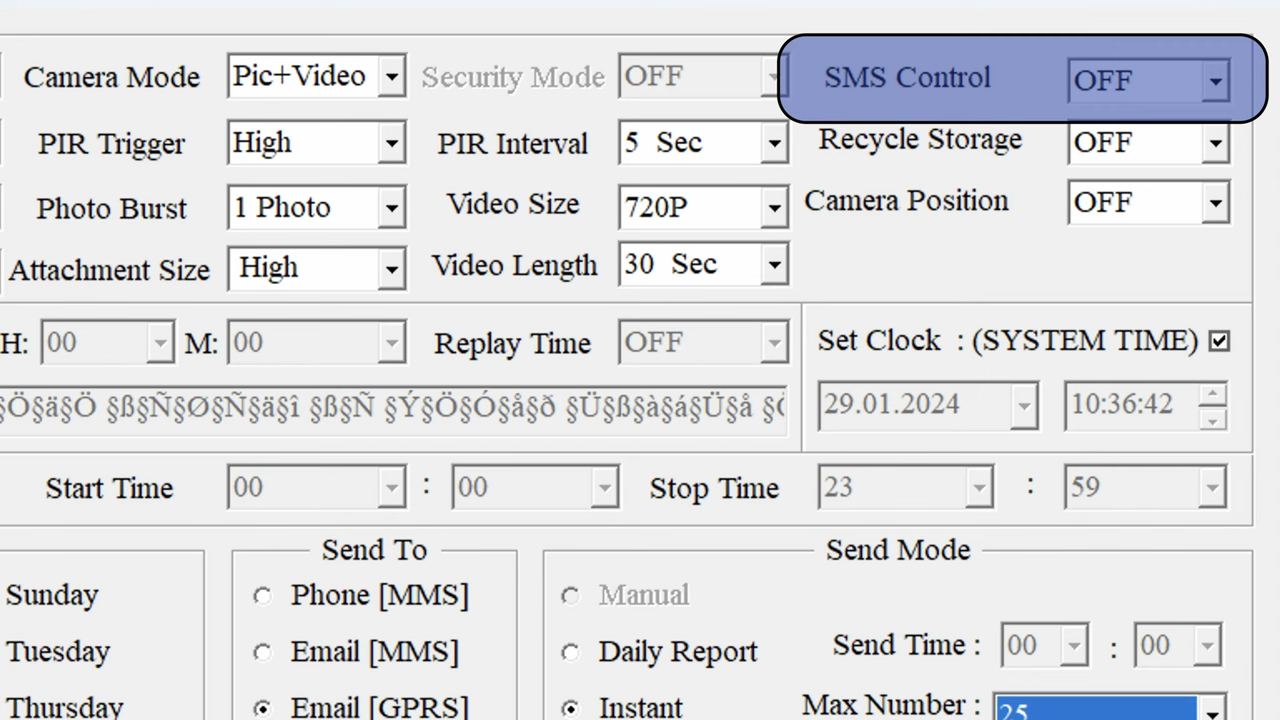 Camera Mode Pic+Video Security Mode OFF SMS Control OFF
PIR Trigger High PIR Interval 5 Sec Recycle Storage OFF
Photo Burst 1 Photo Video Size 720P Camera Position OFF
Attachment Size High Video Length 30 Sec
H: 00 M: 00 Replay Time OFF Set Clock : (SYSTEM TIME)
§Ö§ä§Ö §ß§Ñ§Ø§Ñ§ä§î §ß§Ñ §Ý§Ö§Ó§å§ð §Ü§ß§à§á§Ü§å 29.01.2024 10:36:42
Start Time 00 : 00 Stop Time 23 : 59
Send To Send Mode
Sunday Phone [MMS] Manual
Tuesday Email [MMS] Daily Report Send Time : 00 : 00
Thursday Email [GPRS] Instant Max Number : 25